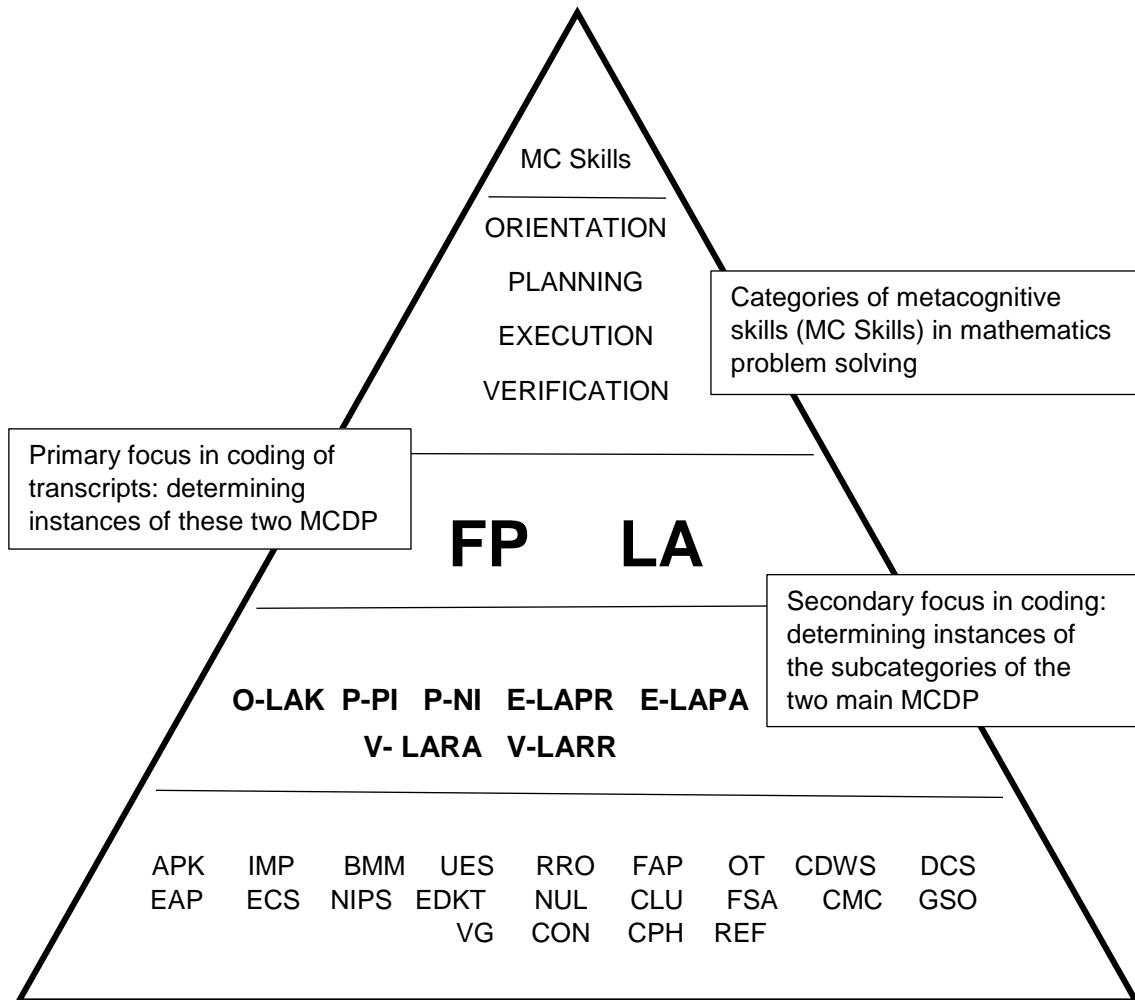 MC Skills
ORIENTATION
PLANNING
EXECUTION
VERIFICATION
Categories of metacognitive
skills (MC Skills) in mathematics
problem solving
Primary focus in coding of
transcripts: determining
instances of these two MCDP
FP LA
Secondary focus in coding:
determining instances of
the subcategories of the
two main MCDP
O-LAK P-PI P-NI E-LAPR E-LAPA
V- LARA V-LARR
APK IMP BMM UES RRO FAP OT CDWS DCS
EAP ECS NIPS EDKT NUL CLU FSA CMC GSO
VG CON CPH REF